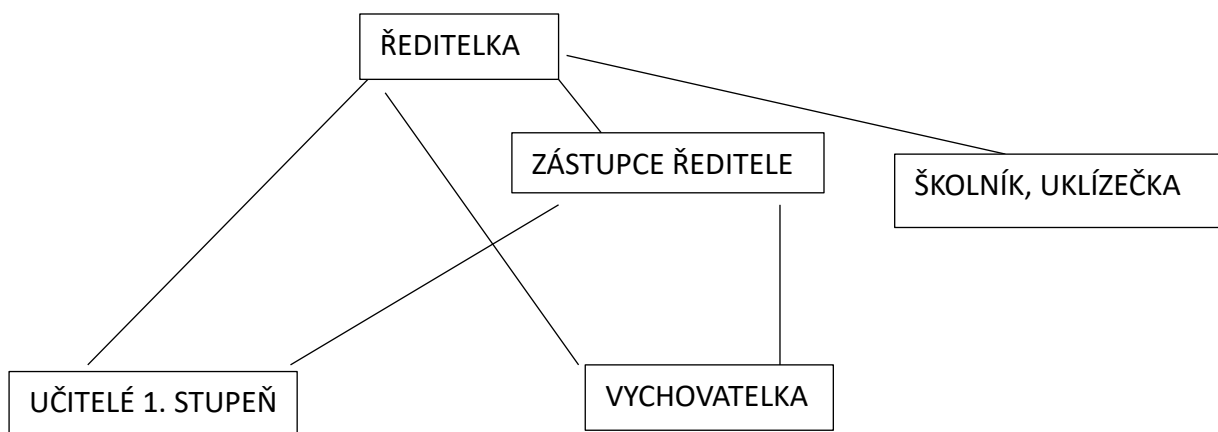 ŘEDITELKA
ZÁSTUPCE ŘEDITELE
ŠKOLNÍK, UKLÍZEČKA
UČITELÉ 1. STUPEŇ
VYCHOVATELKA